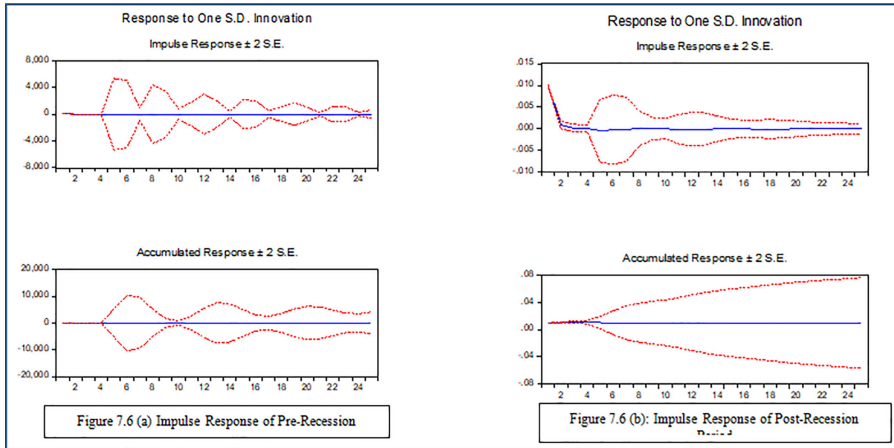 Response to One S.D. Innovation
Impulse Response ± 2 S.E.
8,000
4,000
0
-4,000
-8,000
2 4 6 8 10 12 14 16 18 20 22 24
Accumulated Response ± 2 S.E.
20,000
10,000
0
-10,000
-20,000
2 4 6 8 10 12 14 16 18 20 22 24
Figure 7.6 (a) Impulse Response of Pre-Recession
Response to One S.D. Innovation
Impulse Response ± 2 S.E.
.015
.010
.005
.000
-.005
-.010
2 4 6 8 10 12 14 16 18 20 22 24
Accumulated Response ± 2 S.E.
.08
.04
.00
-.04
-.08
2 4 6 8 10 12 14 16 18 20 22 24
Figure 7.6 (b): Impulse Response of Post-Recession
Period